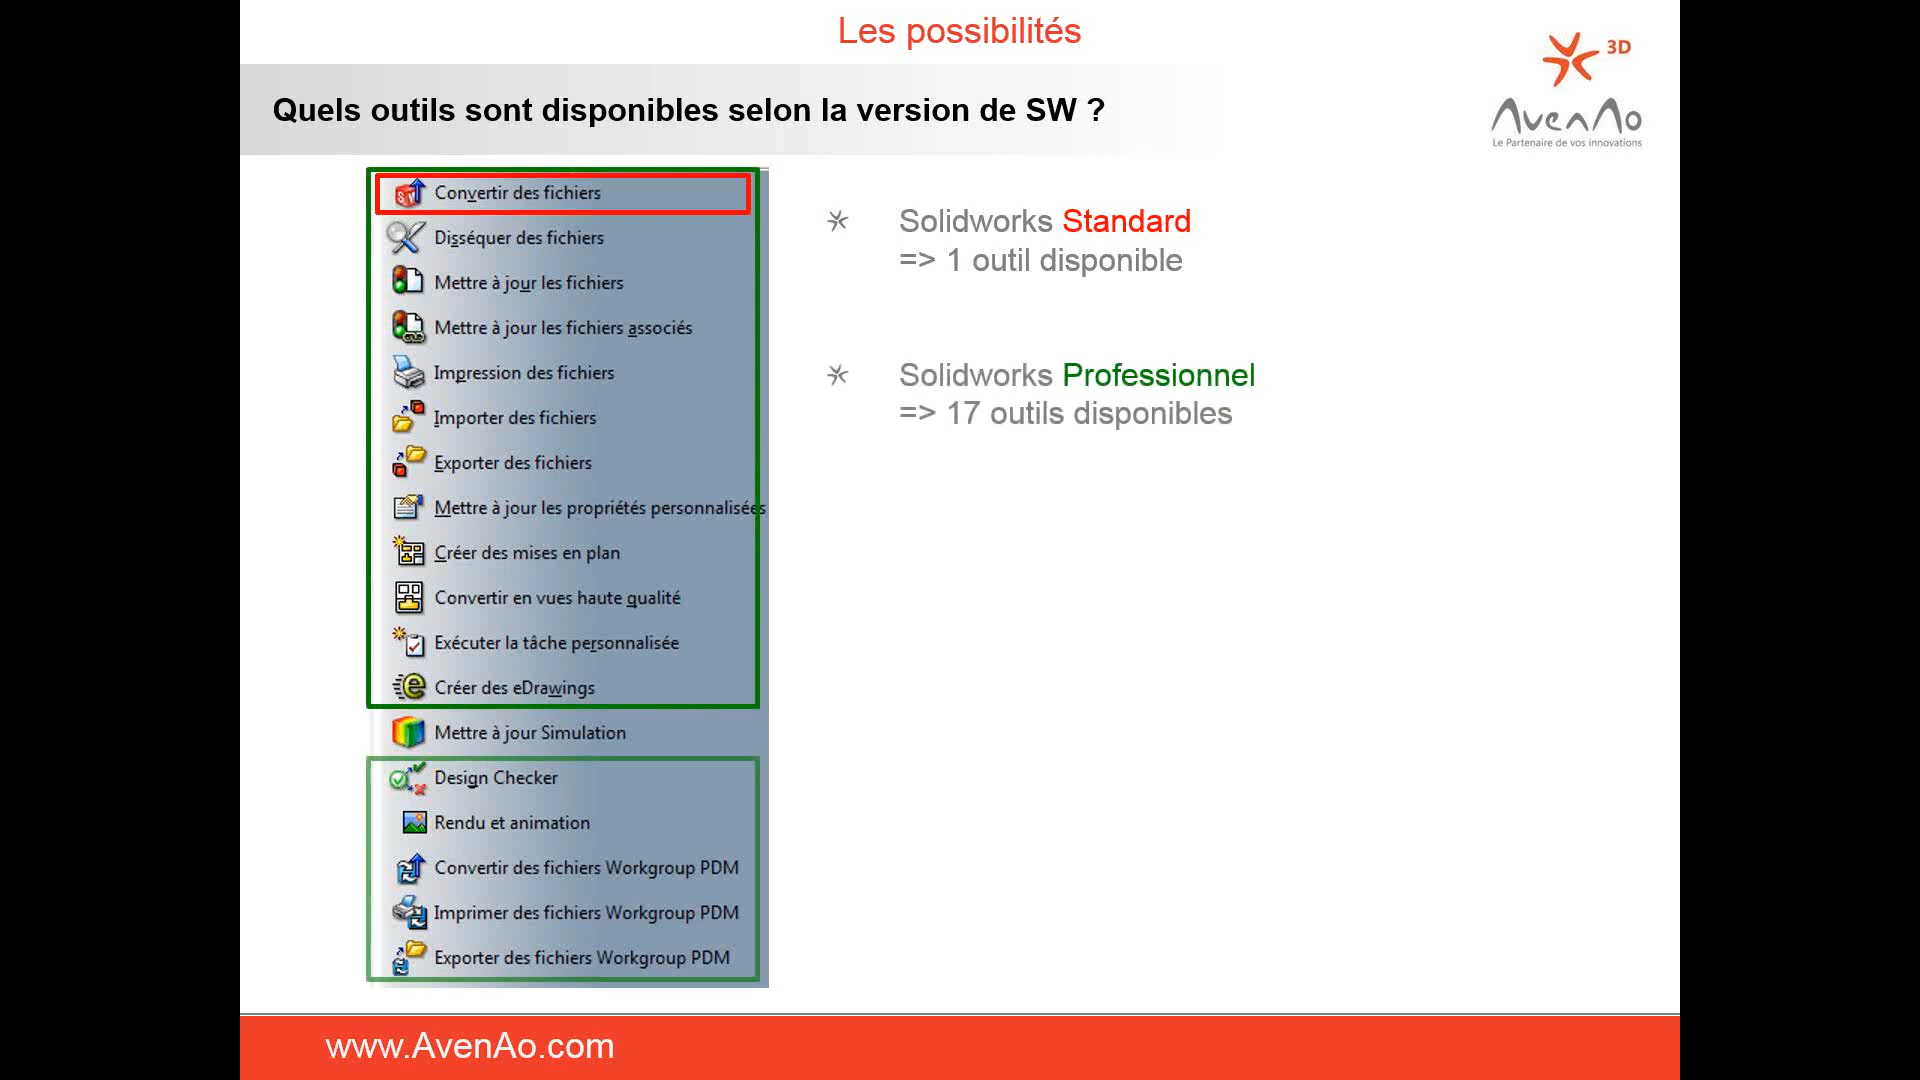 Les possibilités
3D
AvenAo
Le Partenaire de vos innovations
Quels outils sont disponibles selon la version de SW ?
Convertir des fichiers
Disséquer des fichiers
Mettre à jour les fichiers
Mettre à jour les fichiers associés
Impression des fichiers
Importer des fichiers
Exporter des fichiers
Mettre à jour les propriétés personnalisées
Créer des mises en plan
Convertir en vues haute qualité
Exécuter la tâche personnalisée
Créer des eDrawings
Mettre à jour Simulation
Design Checker
Rendu et animation
Convertir des fichiers Workgroup PDM
Imprimer des fichiers Workgroup PDM
Exporter des fichiers Workgroup PDM
Solidworks Standard
=> 1 outil disponible
Solidworks Professionnel
=> 17 outils disponibles
www.AvenAo.com